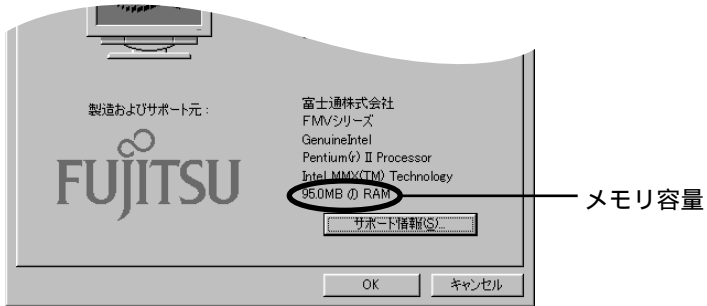 製造およびサポート元：
富士通株式会社
FMVシリーズ
GenuineIntel
Pentium(r) II Processor
Intel MMX(TM) Technology
95.0MB の RAM
FUJITSU
メモリ容量
サポート情報(S)...
OK
キャンセル